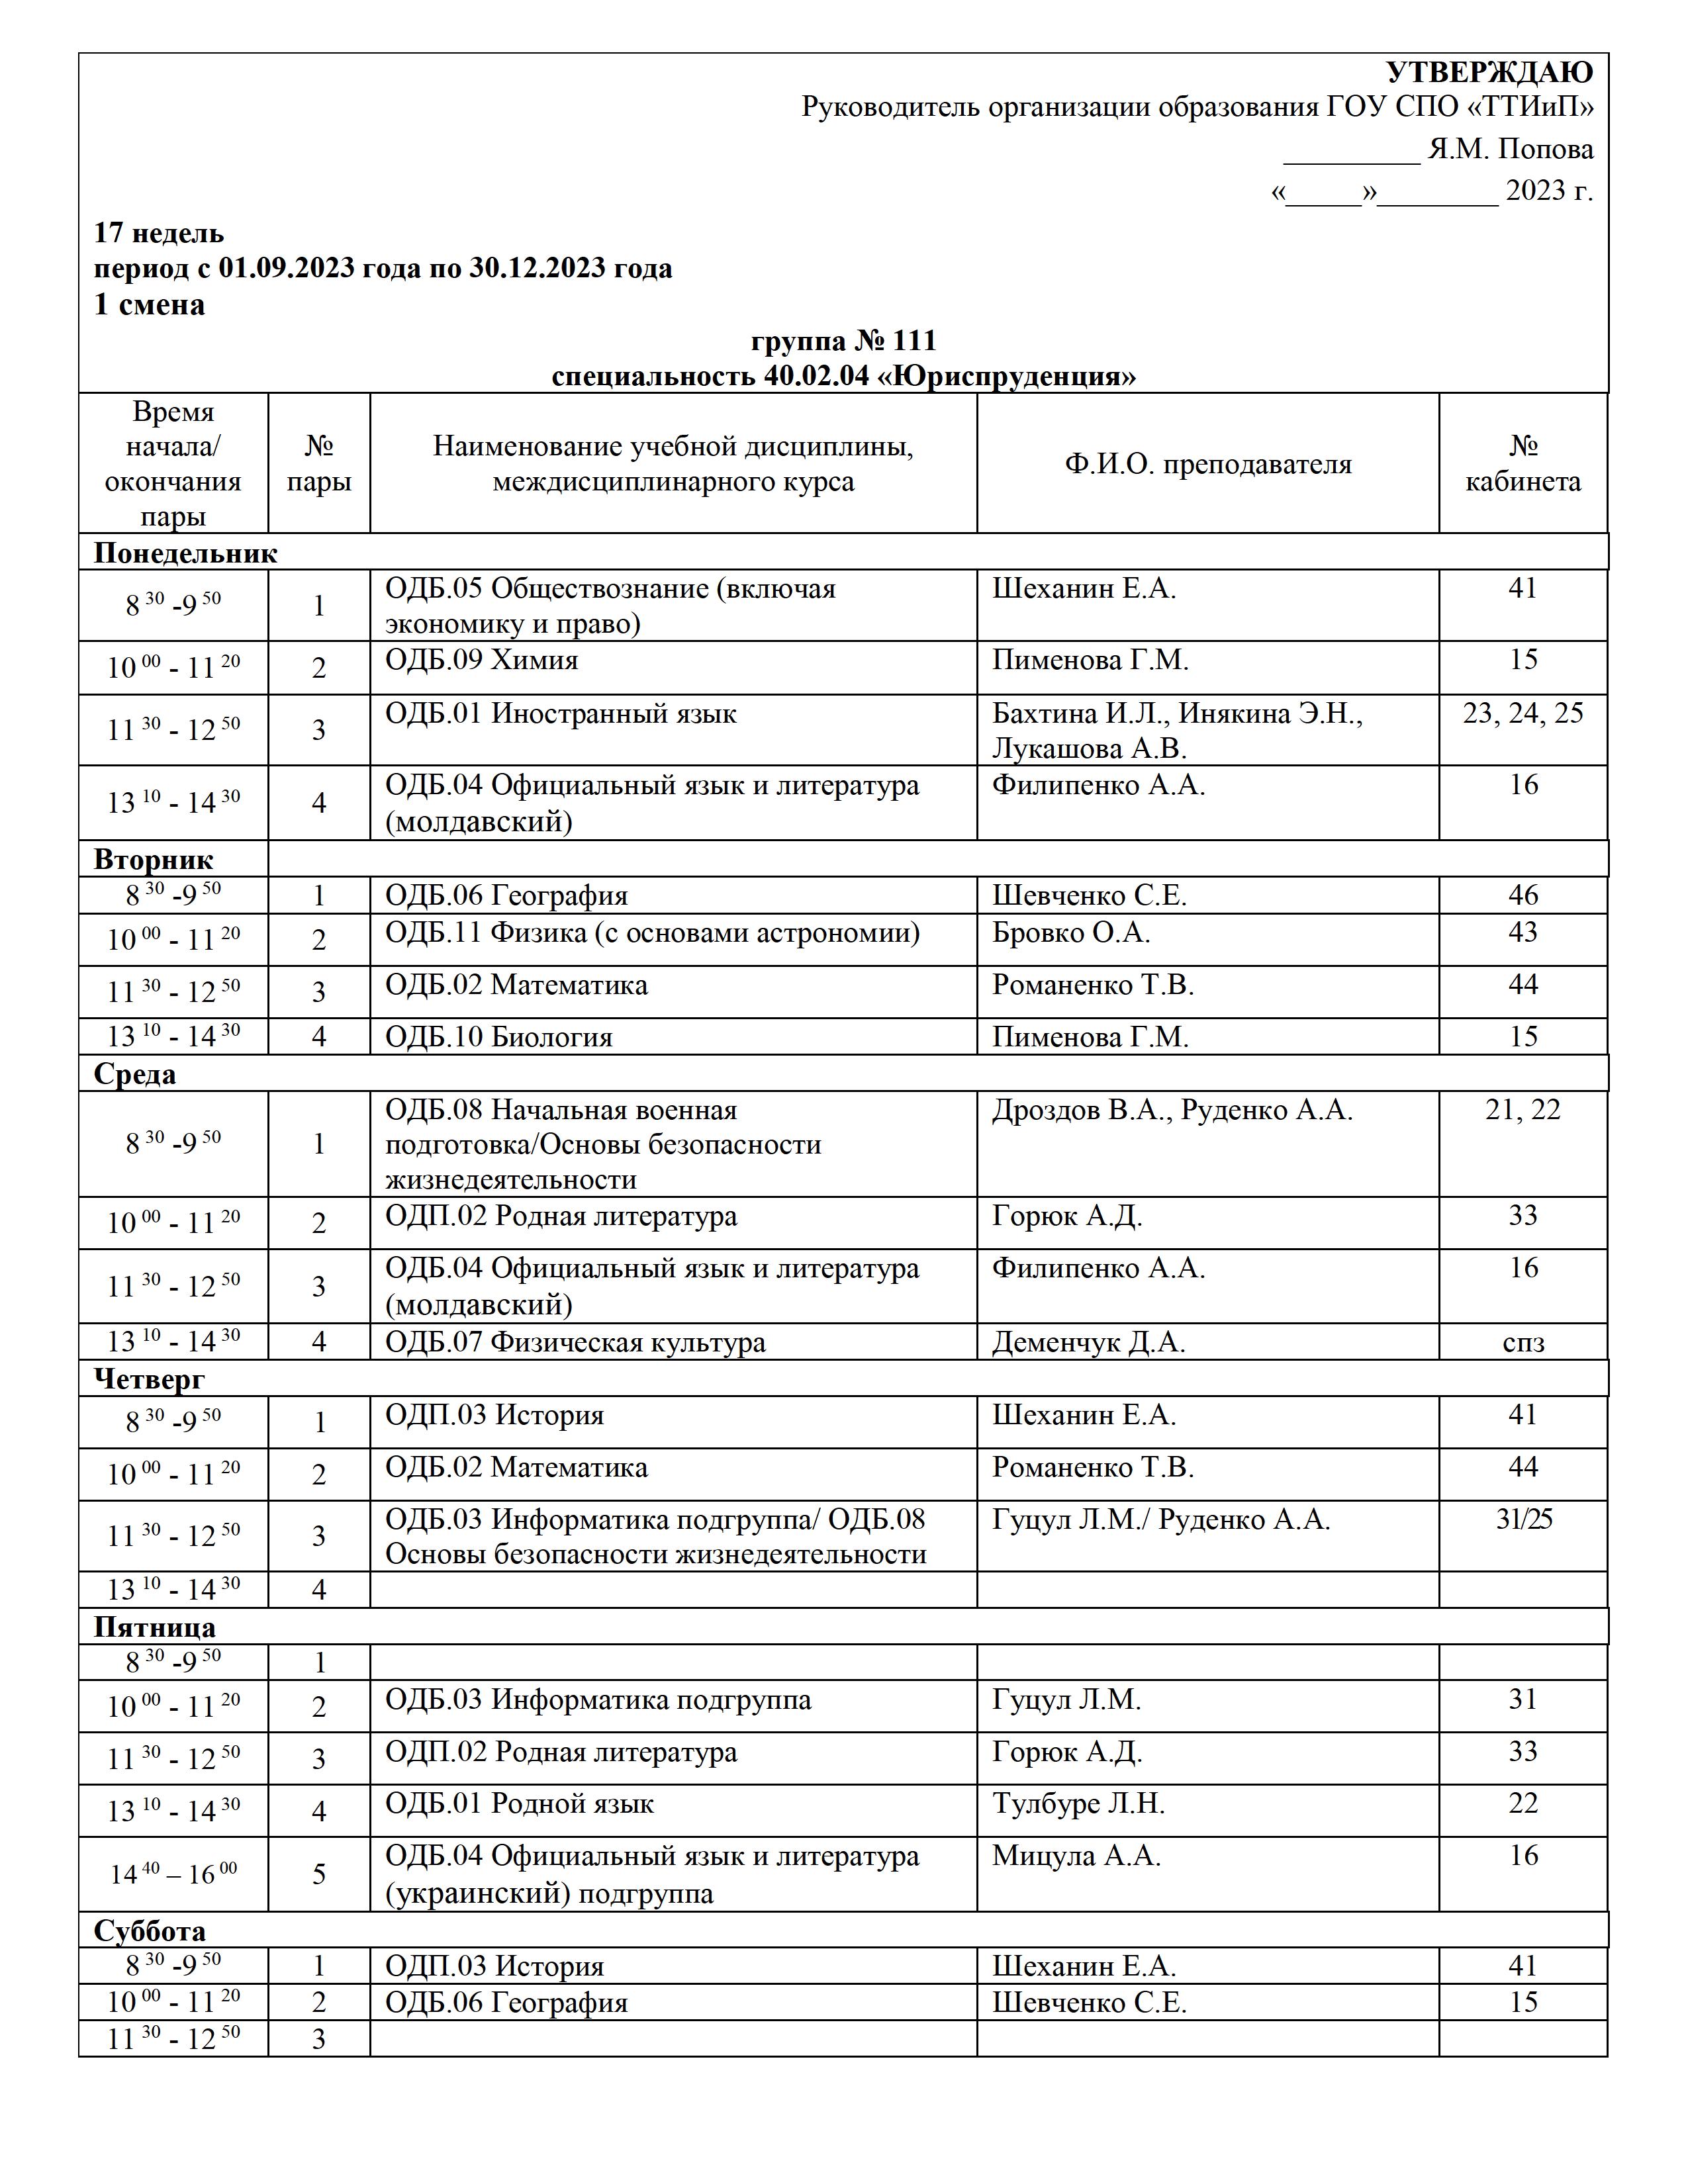 УТВЕРЖДАЮ
Руководитель организации образования ГОУ СПО «ТТИиП»
_________ Я.М. Попова
«_____»________ 2023 г.
17 недель
период с 01.09.2023 года по 30.12.2023 года
1 смена
группа № 111
специальность 40.02.04 «Юриспруденция»
Время
начала/
окончания
пары
№
пары
Наименование учебной дисциплины,
междисциплинарного курса
Ф.И.О. преподавателя
№
кабинета
Понедельник
8 30 -9 50 1 ОДБ.05 Обществознание (включая Шеханин Е.А. 41
экономику и право)
10 00 - 11 20 2 ОДБ.09 Химия Пименова Г.М. 15
11 30 - 12 50 3 ОДБ.01 Иностранный язык Бахтина И.Л., Инякина Э.Н., 23, 24, 25
Лукашова А.В.
13 10 - 14 30 4 ОДБ.04 Официальный язык и литература Филипенко А.А. 16
(молдавский)
Вторник
8 30 -9 50 1 ОДБ.06 География Шевченко С.Е. 46
10 00 - 11 20 2 ОДБ.11 Физика (с основами астрономии) Бровко О.А. 43
11 30 - 12 50 3 ОДБ.02 Математика Романенко Т.В. 44
13 10 - 14 30 4 ОДБ.10 Биология Пименова Г.М. 15
Среда
8 30 -9 50 1 ОДБ.08 Начальная военная Дроздов В.А., Руденко А.А. 21, 22
подготовка/Основы безопасности
жизнедеятельности
10 00 - 11 20 2 ОДП.02 Родная литература Горюк А.Д. 33
11 30 - 12 50 3 ОДБ.04 Официальный язык и литература Филипенко А.А. 16
(молдавский)
13 10 - 14 30 4 ОДБ.07 Физическая культура Деменчук Д.А. спз
Четверг
8 30 -9 50 1 ОДП.03 История Шеханин Е.А. 41
10 00 - 11 20 2 ОДБ.02 Математика Романенко Т.В. 44
11 30 - 12 50 3 ОДБ.03 Информатика подгруппа/ ОДБ.08 Гуцул Л.М./ Руденко А.А. 31/25
Основы безопасности жизнедеятельности
13 10 - 14 30 4
Пятница
8 30 -9 50 1
10 00 - 11 20 2 ОДБ.03 Информатика подгруппа Гуцул Л.М. 31
11 30 - 12 50 3 ОДП.02 Родная литература Горюк А.Д. 33
13 10 - 14 30 4 ОДБ.01 Родной язык Тулбуре Л.Н. 22
14 40 – 16 00 5 ОДБ.04 Официальный язык и литература Мицула А.А. 16
(украинский) подгруппа
Суббота
8 30 -9 50 1 ОДП.03 История Шеханин Е.А. 41
10 00 - 11 20 2 ОДБ.06 География Шевченко С.Е. 15
11 30 - 12 50 3